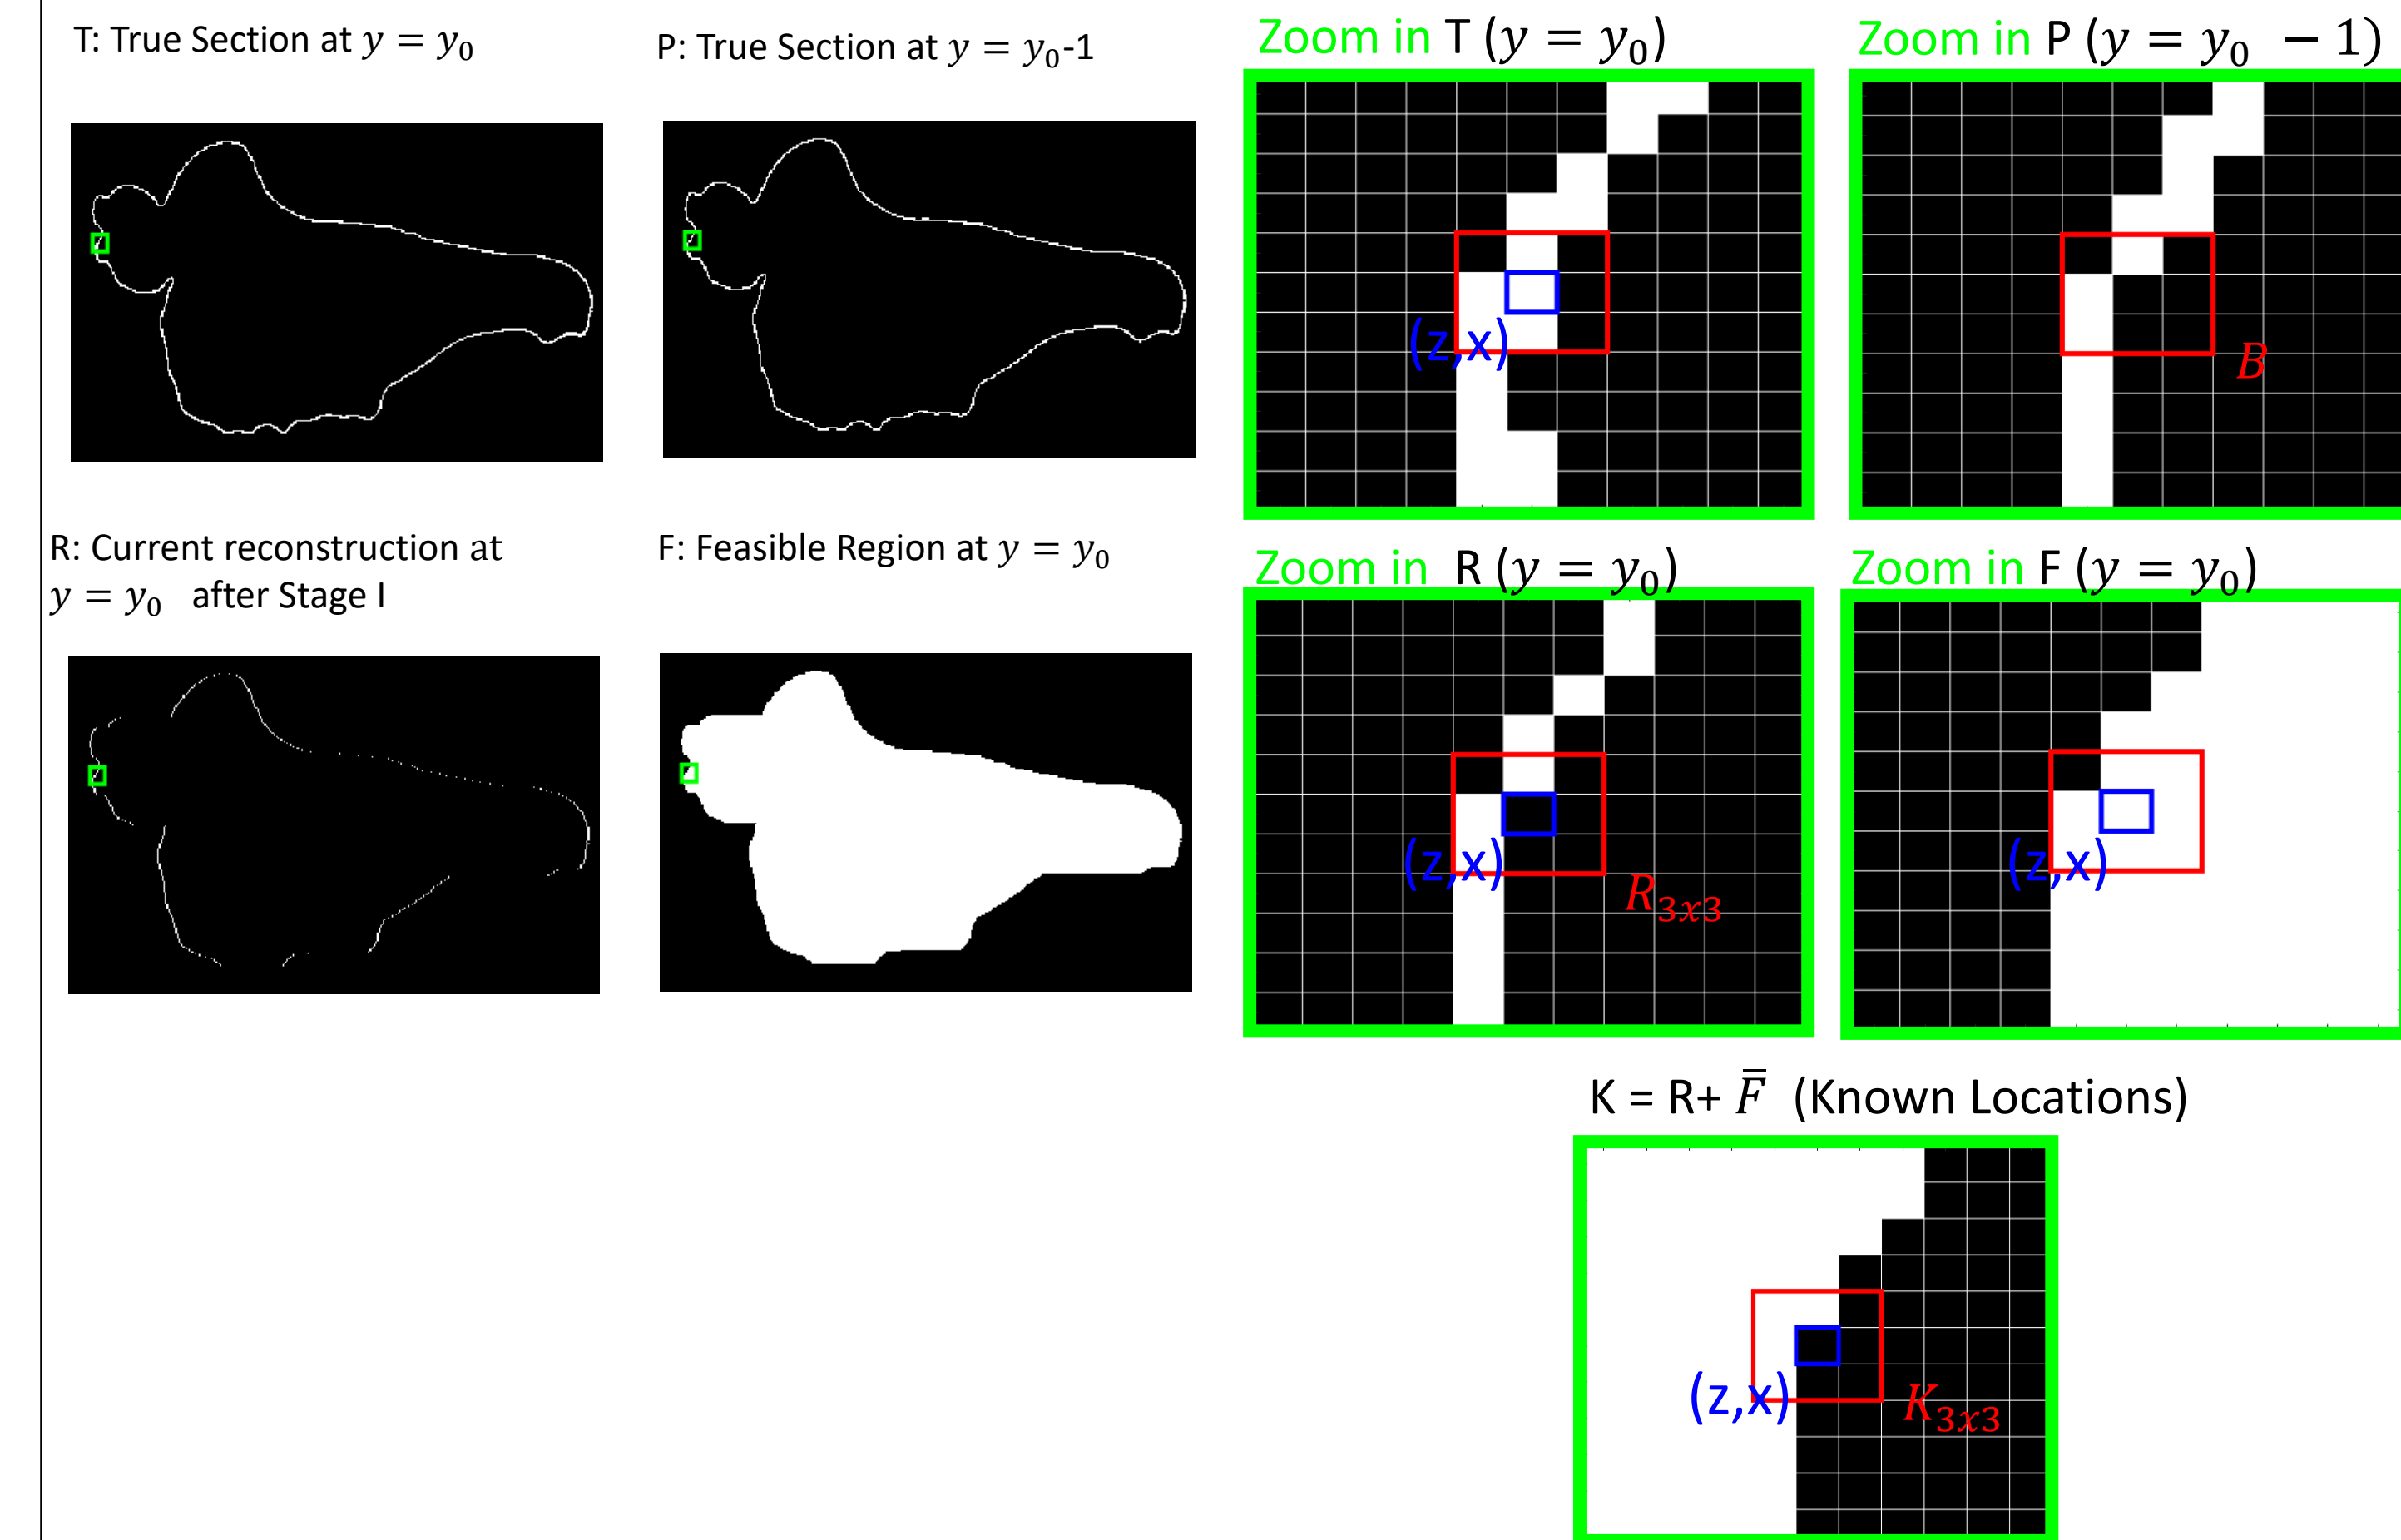 T: True Section at y = y₀
P: True Section at y = y₀-1
Zoom in T (y = y₀)
Zoom in P (y = y₀ − 1)
(z,x)
B
R: Current reconstruction at
y = y₀ after Stage I
F: Feasible Region at y = y₀
Zoom in R (y = y₀)
Zoom in F (y = y₀)
(z,x)
R₃ₓ₃
(z,x)
K = R+ F̿ (Known Locations)
(z,x)
K₃ₓ₃